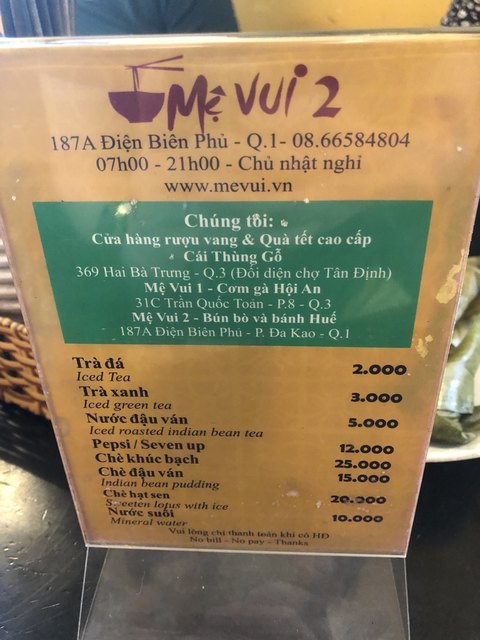 Mệ VUI 2
187A Điện Biên Phủ - Q.1- 08.66584804
07h00 - 21h00 - Chủ nhật nghỉ
www.mevui.vn
Chúng tôi:
Cửa hàng rượu vang & Quà tết cao cấp
Cái Thùng Gỗ
369 Hai Bà Trưng - Q.3 (Đối diện chợ Tân Định)
Mệ Vui 1 - Cơm gà Hội An
31C Trần Quốc Toản - P.8 - Q.3
Mệ Vui 2 - Bún bò và bánh Huế
187A Điện Biên Phủ - P. Đa Kao - Q.1
Trà đá 2.000
Iced Tea
Trà xanh 3.000
Iced green tea
Nước đậu ván 5.000
Iced roasted indian bean tea
Pepsi / Seven up 12.000
Chè khúc bạch 25.000
Chè đậu ván 15.000
Indian bean pudding
Chè hạt sen 20.000
Sweeten lotus with ice
Nước suối 10.000
Mineral water
Vui lòng chỉ thanh toán khi có HĐ
No bill - No pay - Thanks